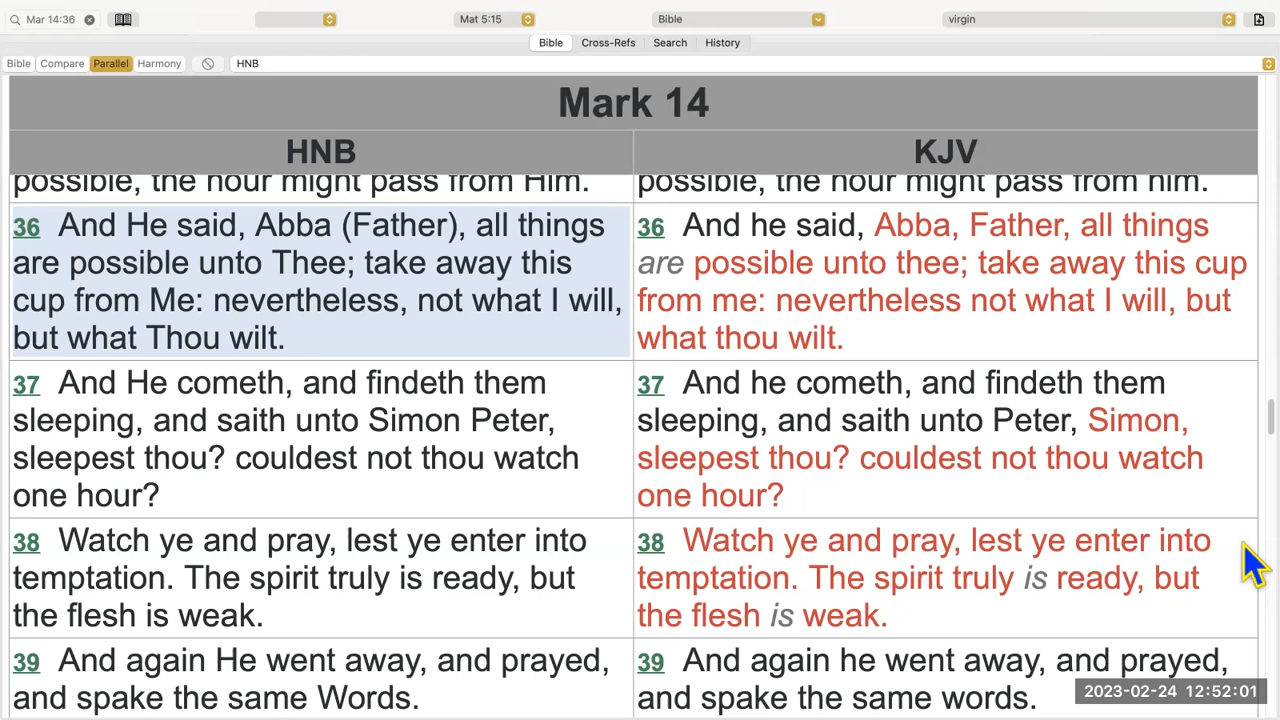 Mar 14:36
Mat 5:15
Bible
virgin
Bible Cross-Refs Search History
Bible Compare Parallel Harmony HNB
Mark 14
HNB
possible, the hour might pass from Him.
36 And He said, Abba (Father), all things
are possible unto Thee; take away this
cup from Me: nevertheless, not what I will,
but what Thou wilt.
37 And He cometh, and findeth them
sleeping, and saith unto Simon Peter,
sleepest thou? couldest not thou watch
one hour?
38 Watch ye and pray, lest ye enter into
temptation. The spirit truly is ready, but
the flesh is weak.
39 And again He went away, and prayed,
and spake the same Words.
KJV
possible, the hour might pass from him.
36 And he said, Abba, Father, all things
are possible unto thee; take away this cup
from me: nevertheless not what I will, but
what thou wilt.
37 And he cometh, and findeth them
sleeping, and saith unto Peter, Simon,
sleepest thou? couldest not thou watch
one hour?
38 Watch ye and pray, lest ye enter into
temptation. The spirit truly is ready, but
the flesh is weak.
39 And again he went away, and prayed,
and spake the same words.
2023-02-24 12:52:01